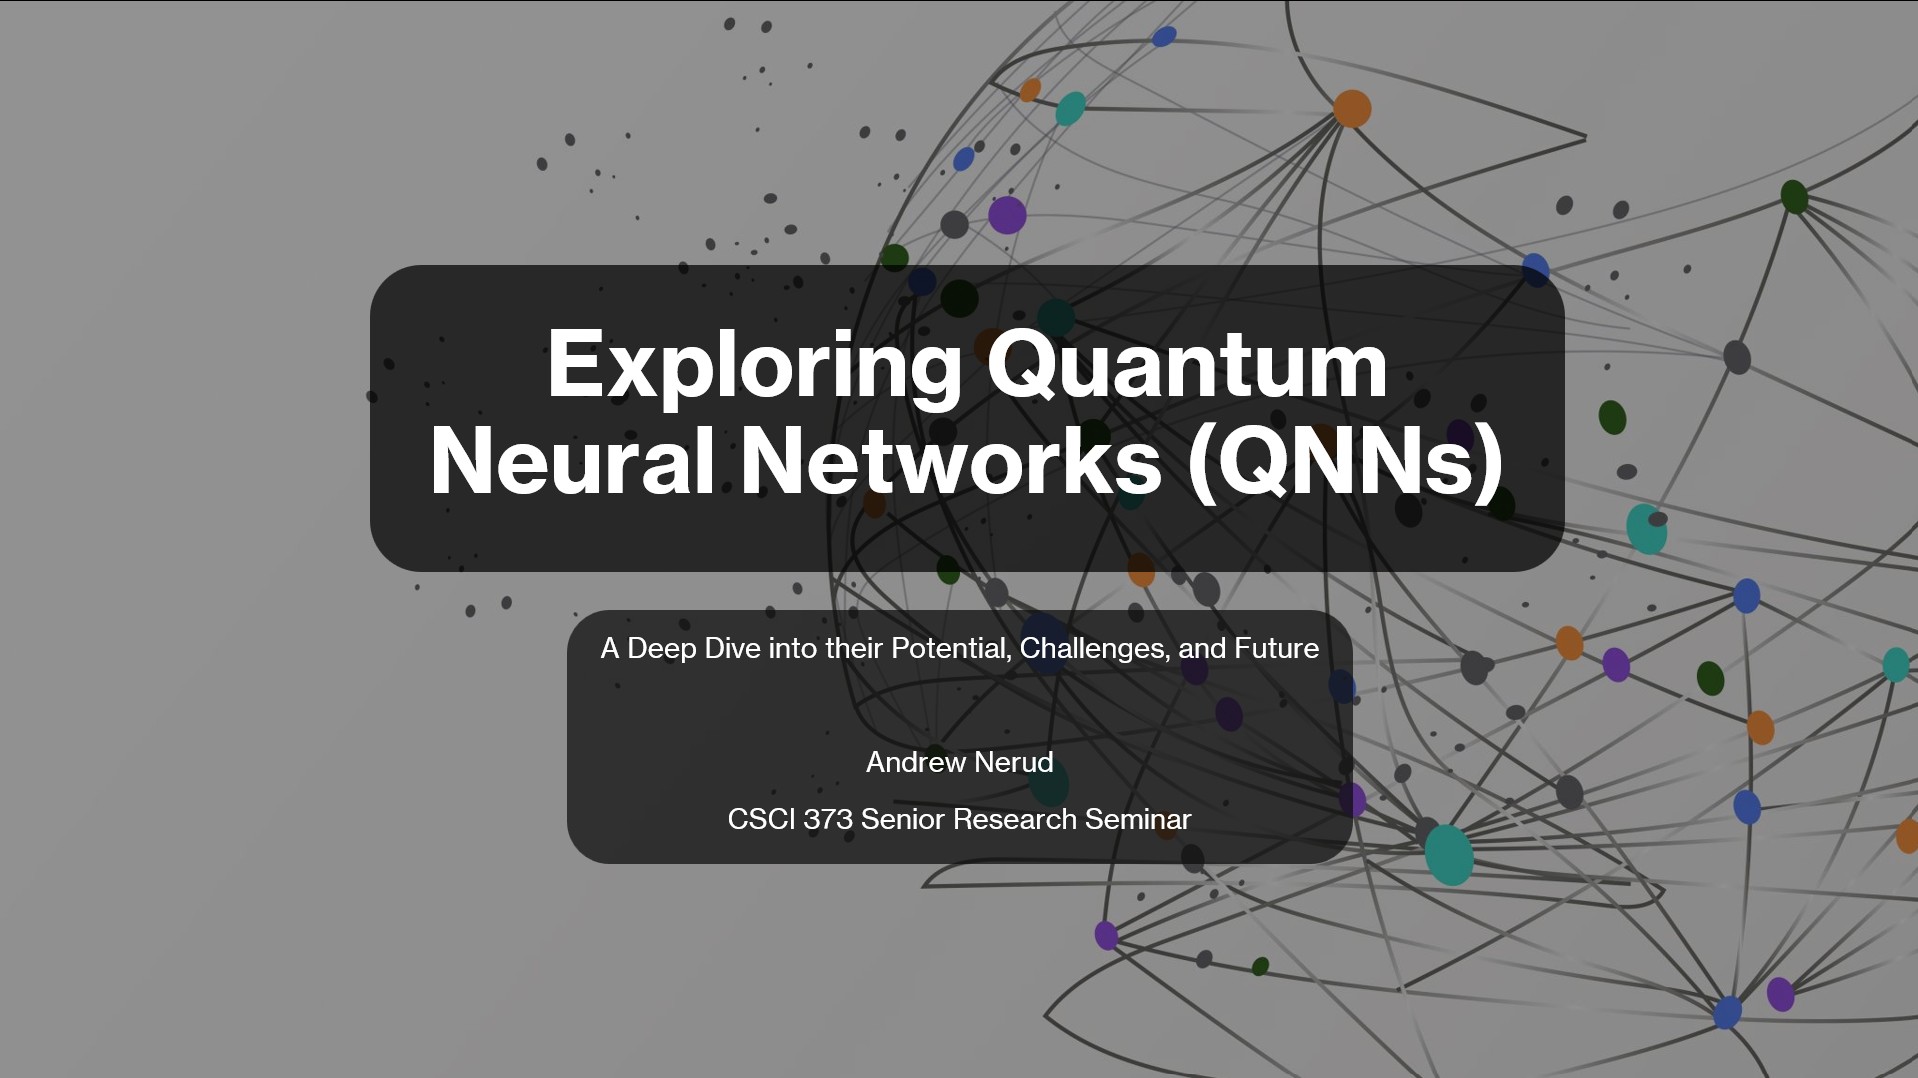 Exploring Quantum
Neural Networks (QNNs)
A Deep Dive into their Potential, Challenges, and Future
Andrew Nerud
CSCI 373 Senior Research Seminar